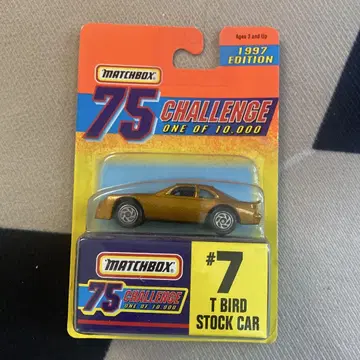 Ages 3 and Up
1997
EDITION
MATCHBOX
75 CHALLENGE
ONE OF 10,000
MATCHBOX
75 CHALLENGE
ONE OF 10,000
#7
T BIRD
STOCK CAR